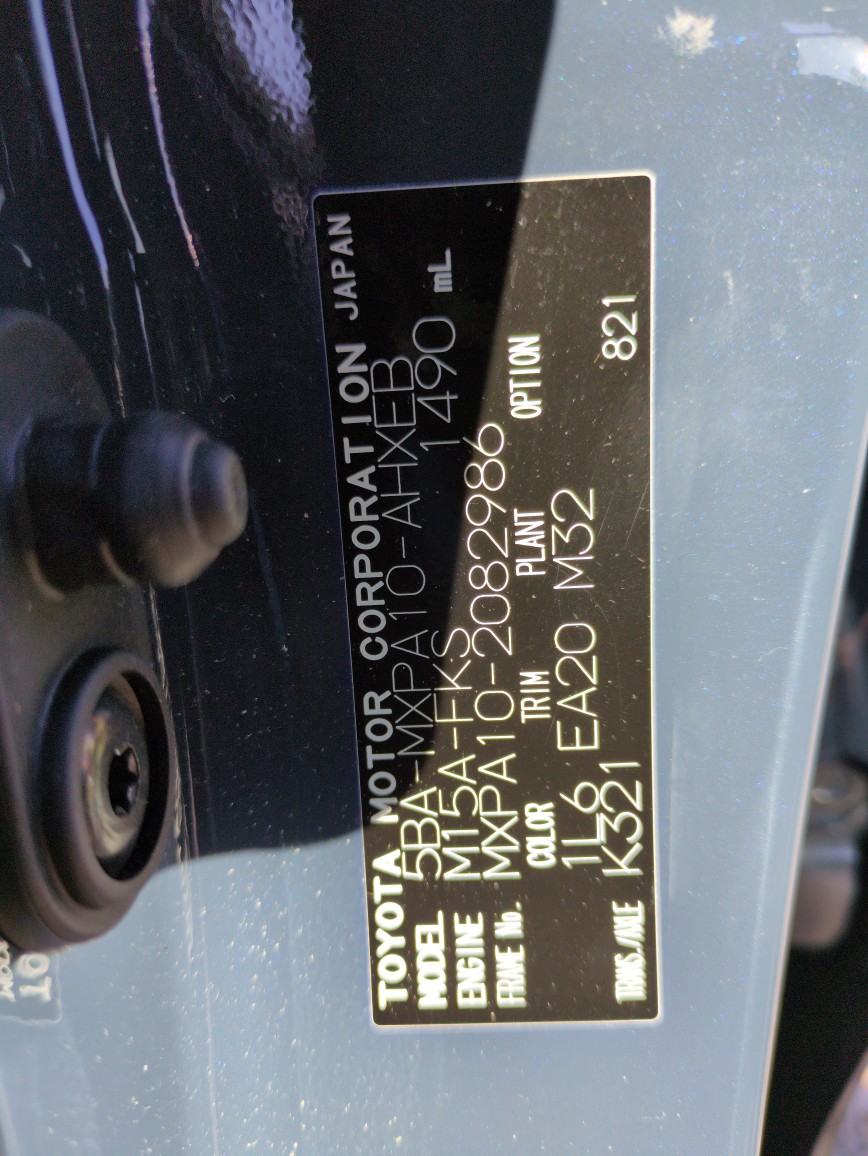 TOYOTA MOTOR CORPORATION JAPAN
MODEL 5BA-MXPA10-AHXEB
ENGINE M15A-FKS 1490 mL
FRAME No. MXPA10-2082986
COLOR TRIM PLANT OPTION
1L6 EA20 M32
TRANS./AXLE K321 821
10